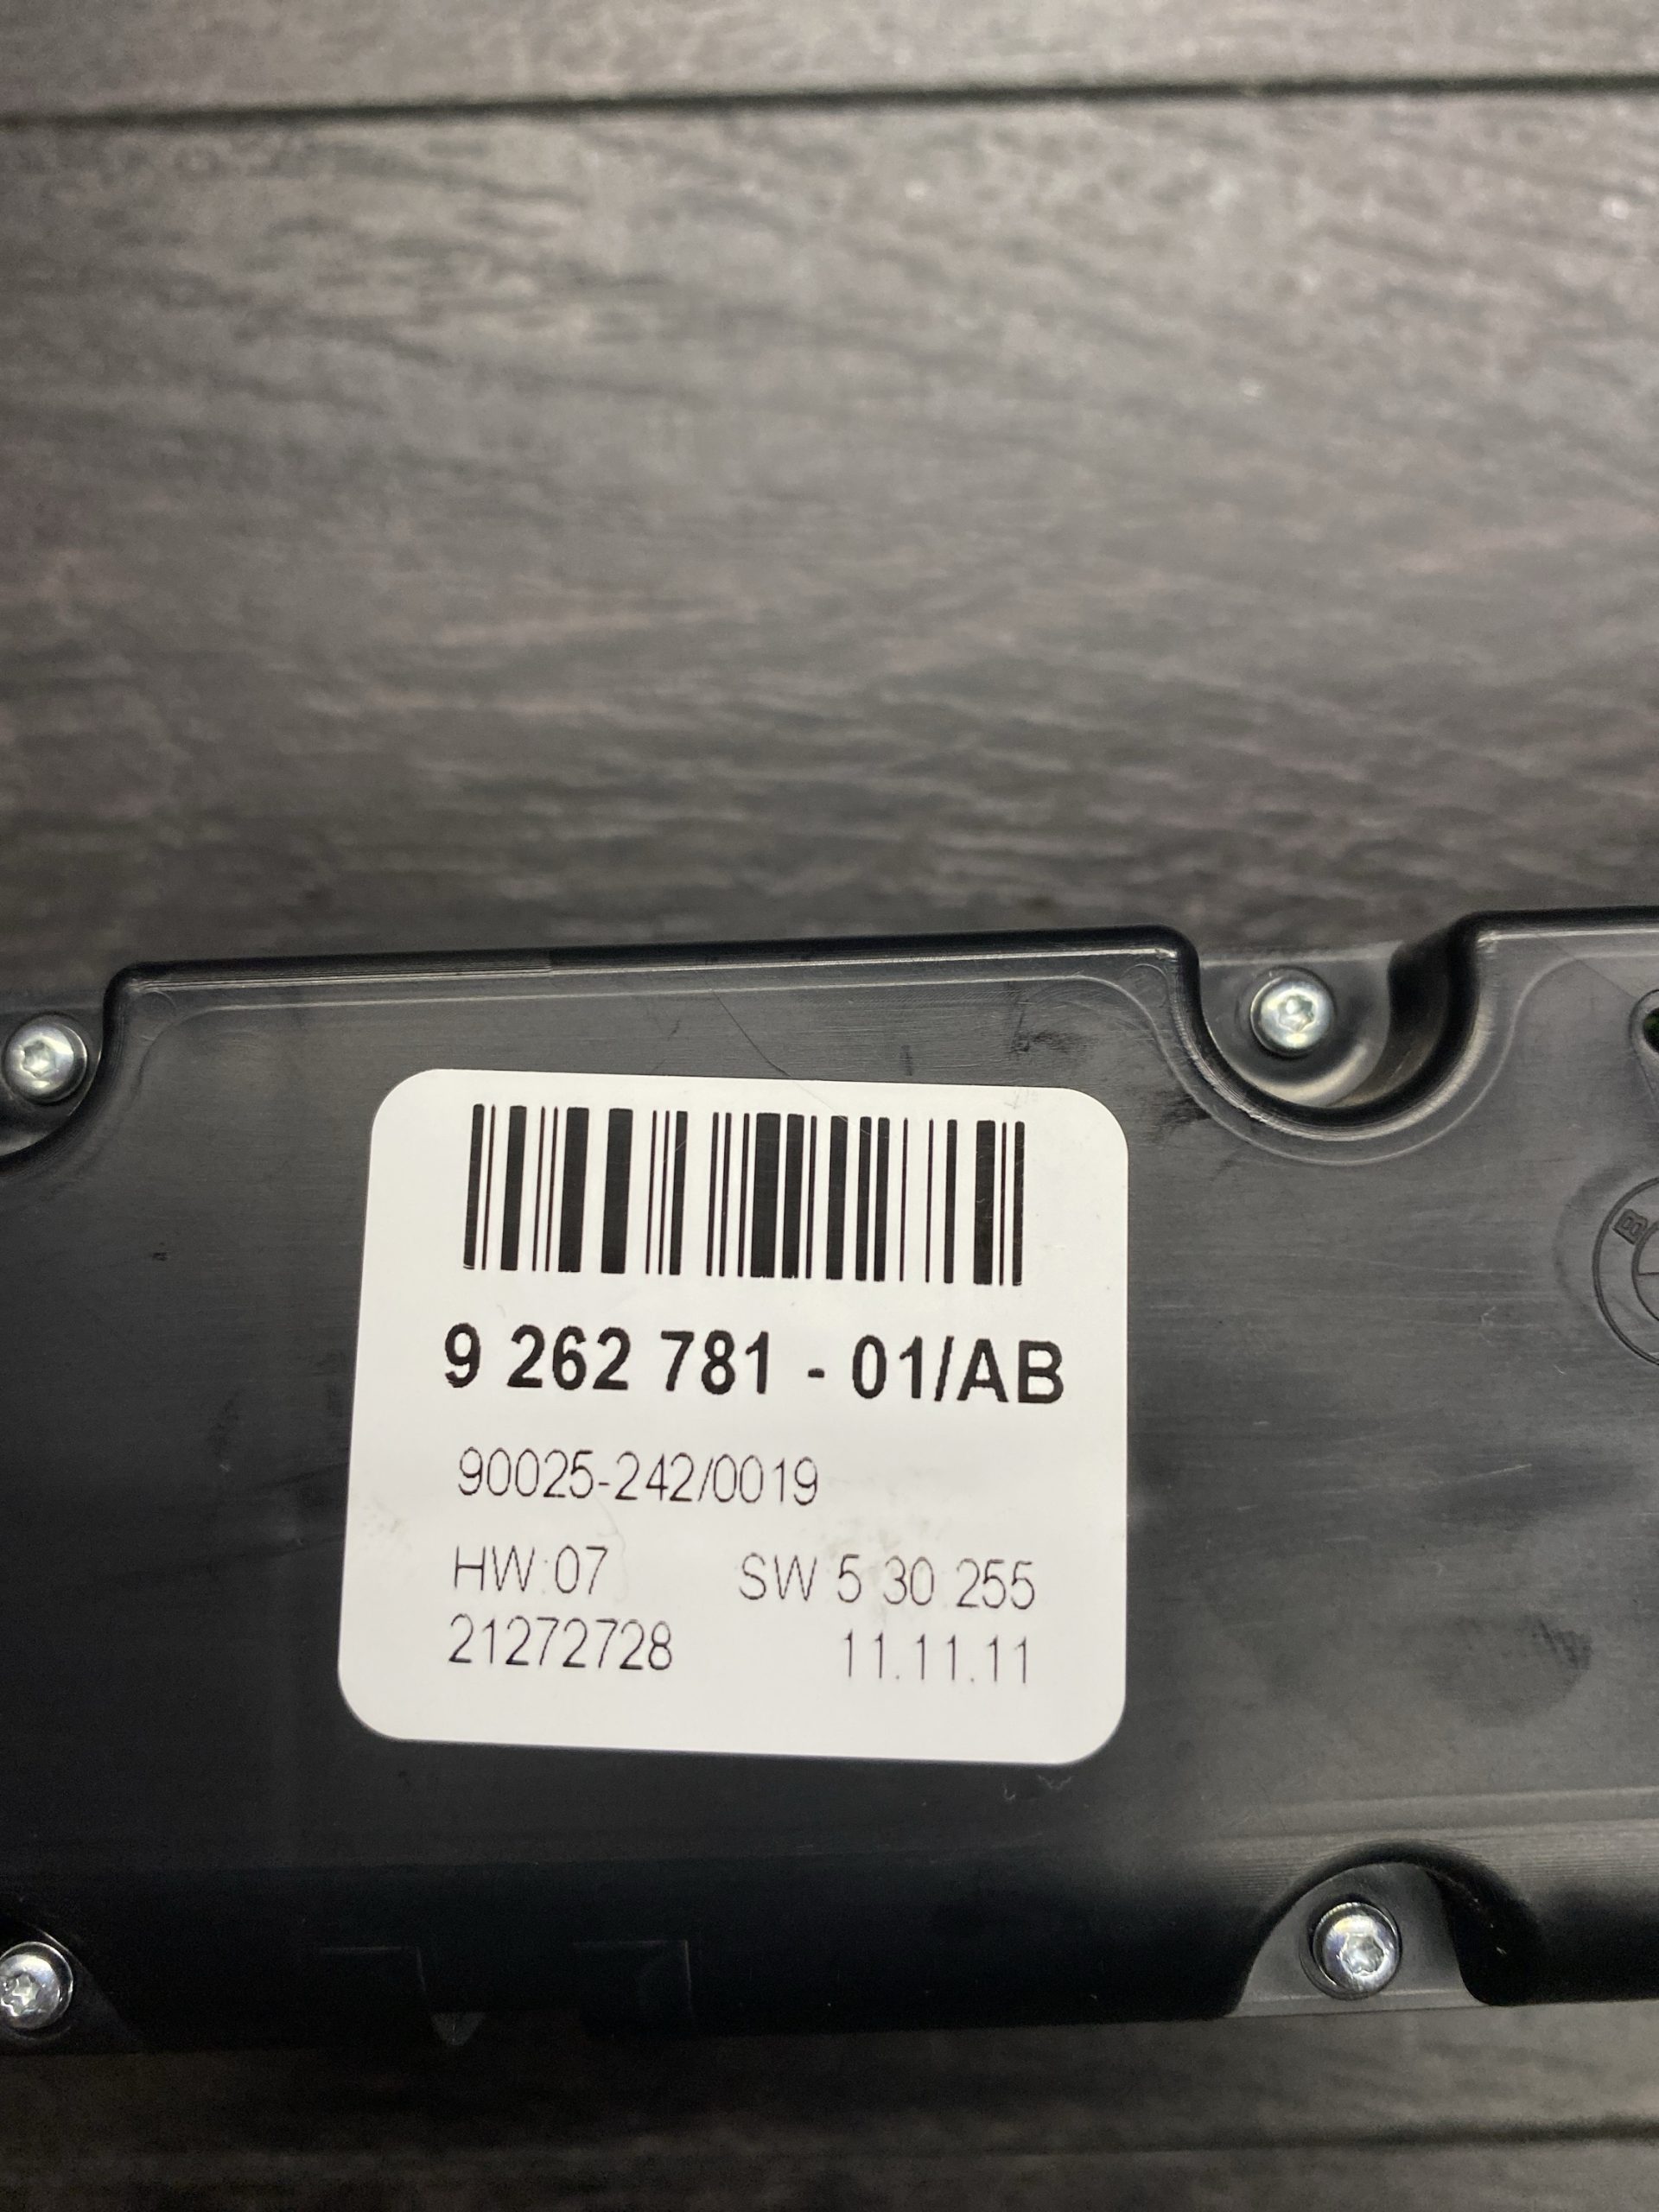 9 262 781 - 01/AB
90025-242/0019
HW 07 SW 5 30 255
21272728 11.11.11
B